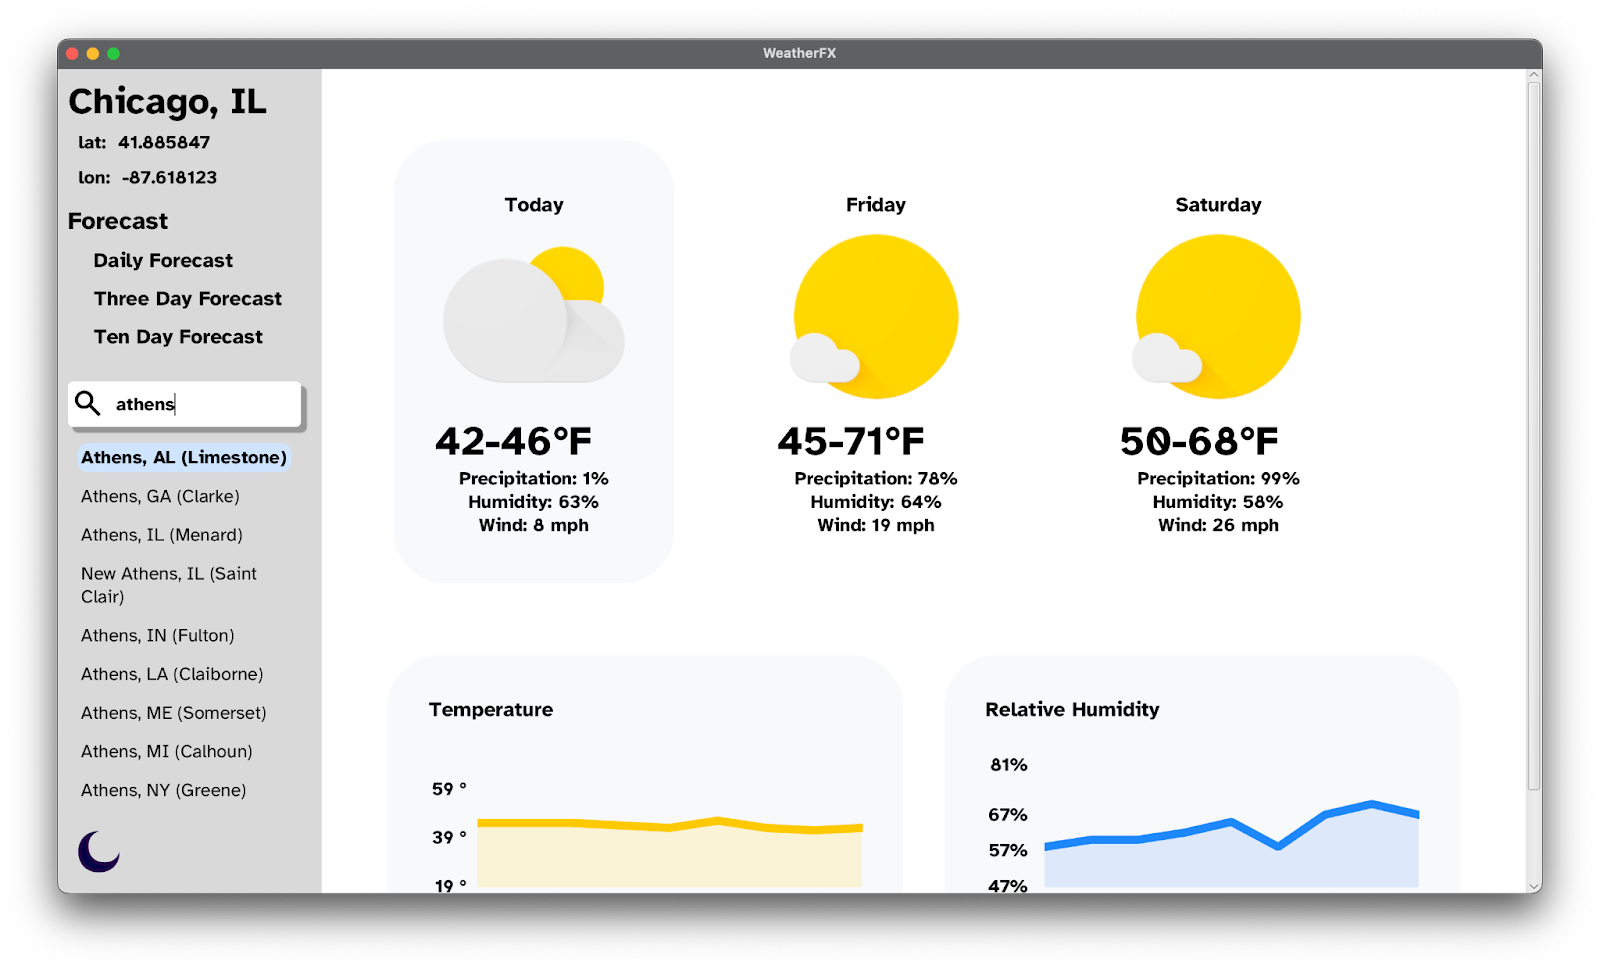 WeatherFX
Chicago, IL
lat: 41.885847
lon: -87.618123
Forecast
Daily Forecast
Three Day Forecast
Ten Day Forecast
athens
Athens, AL (Limestone)
Athens, GA (Clarke)
Athens, IL (Menard)
New Athens, IL (Saint
Clair)
Athens, IN (Fulton)
Athens, LA (Claiborne)
Athens, ME (Somerset)
Athens, MI (Calhoun)
Athens, NY (Greene)
Today
42-46°F
Precipitation: 1%
Humidity: 63%
Wind: 8 mph
Friday
45-71°F
Precipitation: 78%
Humidity: 64%
Wind: 19 mph
Saturday
50-68°F
Precipitation: 99%
Humidity: 58%
Wind: 26 mph
Temperature
59 °
39 °
19 °
Relative Humidity
81%
67%
57%
47%